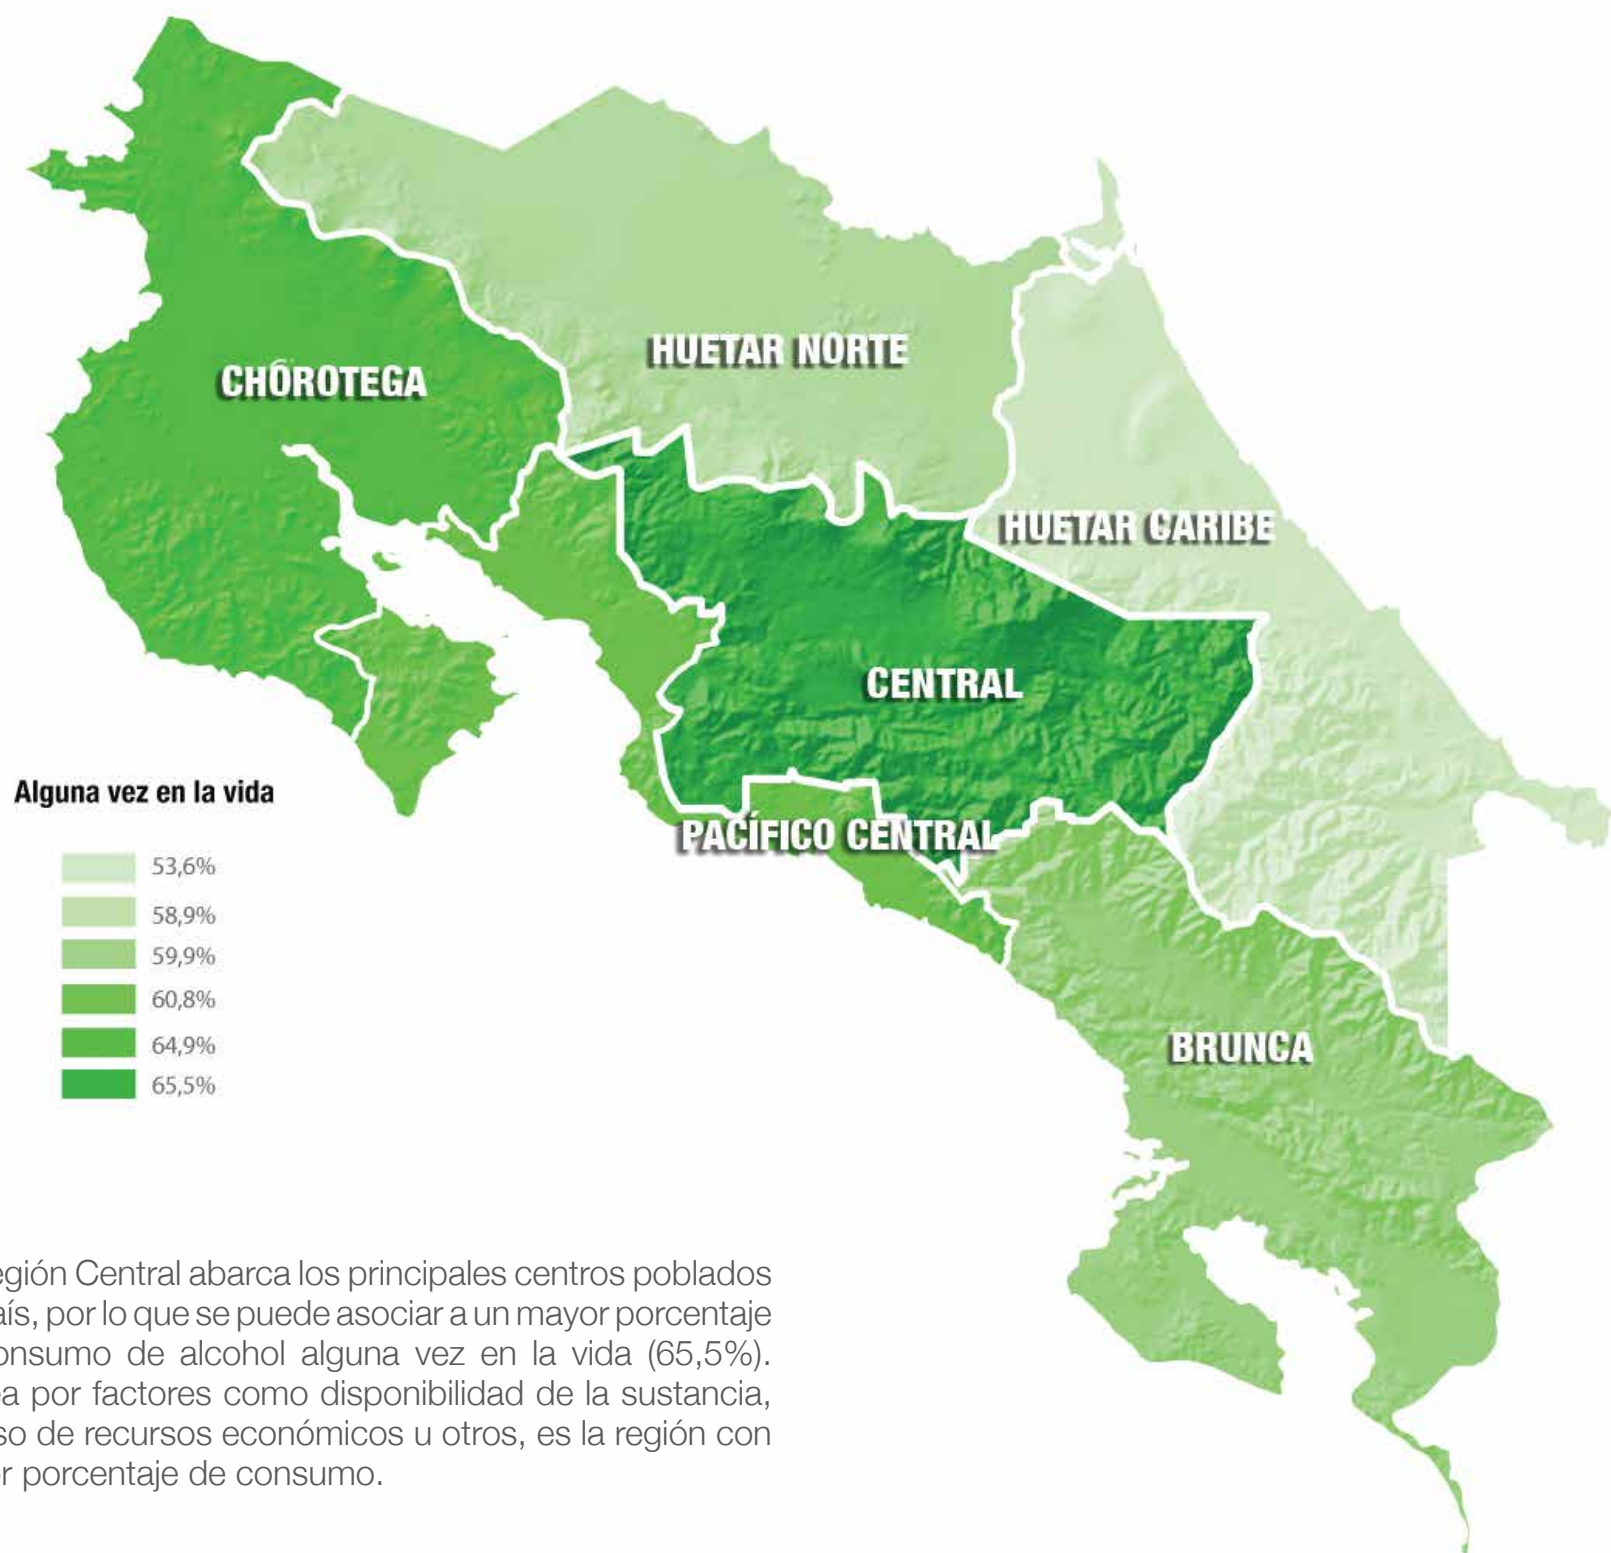 HUETAR NORTE
CHOROTEGA
HUETAR CARIBE
CENTRAL
Alguna vez en la vida
PACÍFICO CENTRAL
53,6%
58,9%
59,9%
60,8%
64,9%
65,5%
BRUNCA
egión Central abarca los principales centros poblados
aís, por lo que se puede asociar a un mayor porcentaje
onsumo de alcohol alguna vez en la vida (65,5%).
ea por factores como disponibilidad de la sustancia,
so de recursos económicos u otros, es la región con
or porcentaje de consumo.